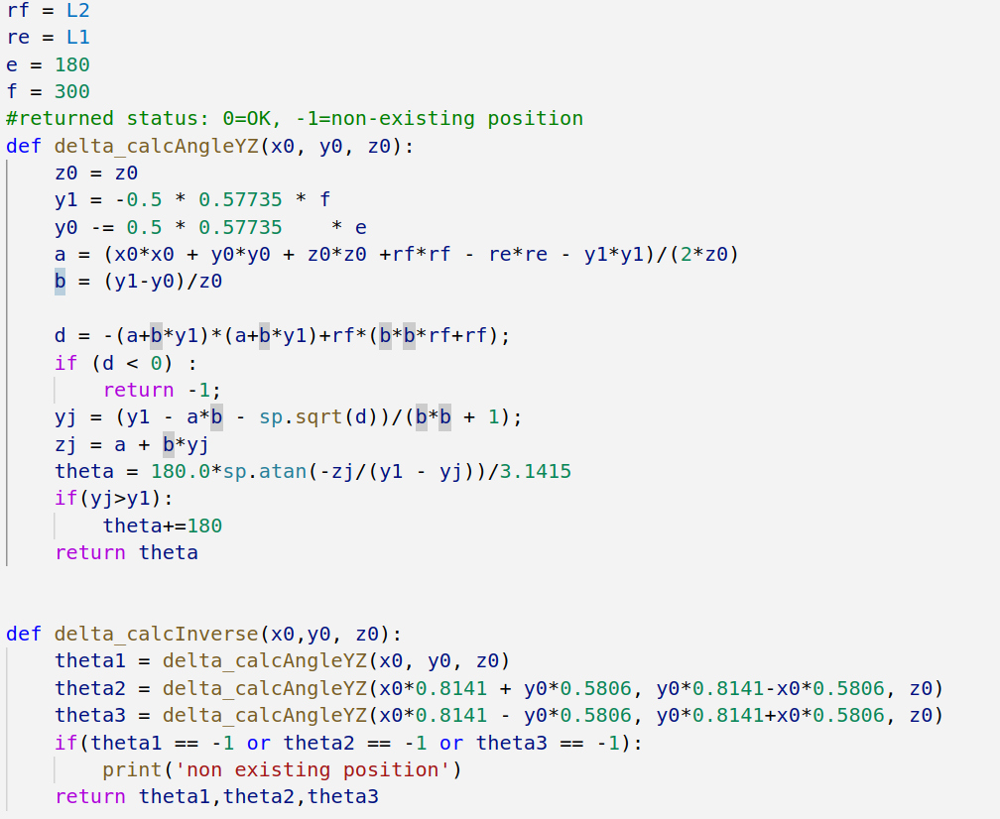 rf = L2
re = L1
e = 180
f = 300
#returned status: 0=OK, -1=non-existing position
def delta_calcAngleYZ(x0, y0, z0):
    z0 = z0
    y1 = -0.5 * 0.57735 * f
    y0 -= 0.5 * 0.57735    * e
    a = (x0*x0 + y0*y0 + z0*z0 +rf*rf - re*re - y1*y1)/(2*z0)
    b = (y1-y0)/z0

    d = -(a+b*y1)*(a+b*y1)+rf*(b*b*rf+rf);
    if (d < 0) :
        return -1;
    yj = (y1 - a*b - sp.sqrt(d))/(b*b + 1);
    zj = a + b*yj
    theta = 180.0*sp.atan(-zj/(y1 - yj))/3.1415
    if(yj>y1):
        theta+=180
    return theta


def delta_calcInverse(x0,y0, z0):
    theta1 = delta_calcAngleYZ(x0, y0, z0)
    theta2 = delta_calcAngleYZ(x0*0.8141 + y0*0.5806, y0*0.8141-x0*0.5806, z0)
    theta3 = delta_calcAngleYZ(x0*0.8141 - y0*0.5806, y0*0.8141+x0*0.5806, z0)
    if(theta1 == -1 or theta2 == -1 or theta3 == -1):
        print('non existing position')
    return theta1,theta2,theta3